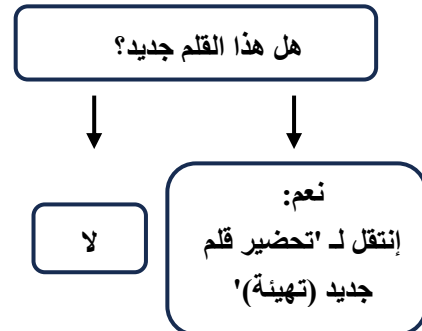 هل هذا القلم جديد؟
نعم:
إنتقل لـ 'تحضير قلم
جديد (تهيئة)'
لا